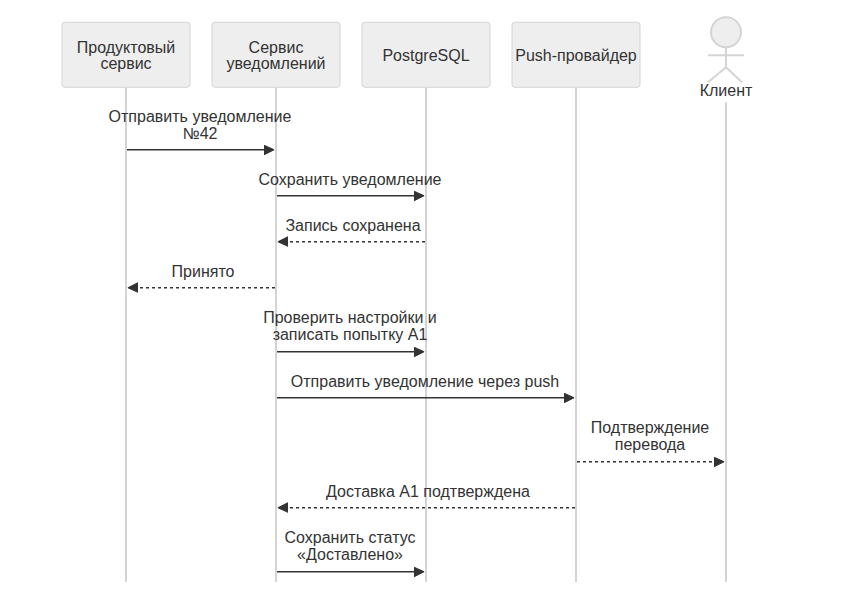 Продуктовый
сервис
Сервис
уведомлений
PostgreSQL
Push-провайдер
Клиент
Отправить уведомление
№42
Сохранить уведомление
Запись сохранена
Принято
Проверить настройки и
записать попытку A1
Отправить уведомление через push
Подтверждение
перевода
Доставка A1 подтверждена
Сохранить статус
«Доставлено»